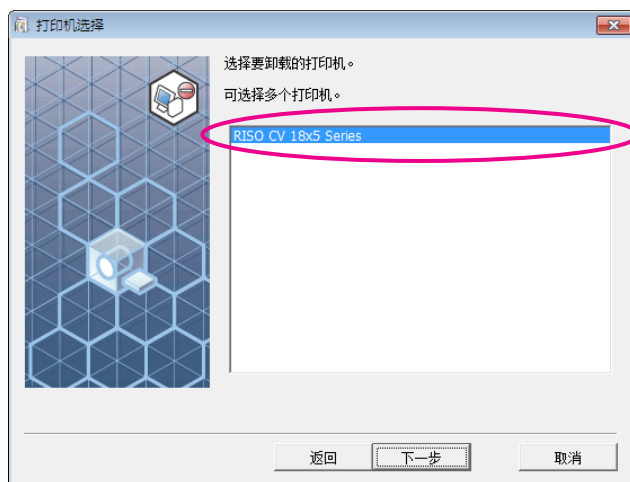 打印机选择
选择要卸载的打印机。
可选择多个打印机。
RISO CV 18x5 Series
返回
下一步
取消